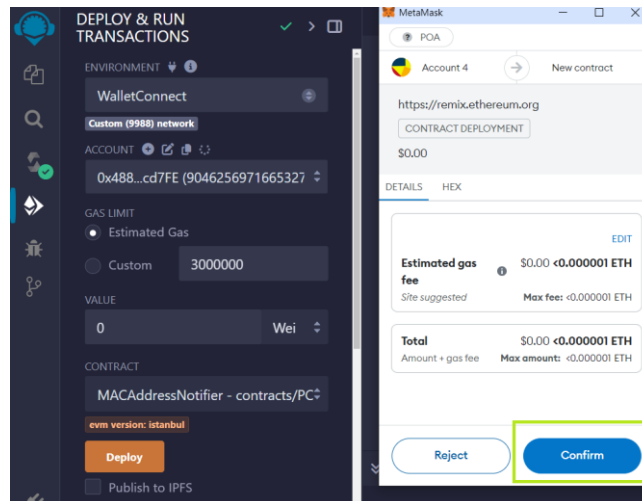 DEPLOY & RUN
TRANSACTIONS
ENVIRONMENT
WalletConnect
Custom (9988) network
ACCOUNT
0x488...cd7FE (9046256971665327
GAS LIMIT
Estimated Gas
Custom 3000000
VALUE
0 Wei
CONTRACT
MACAddressNotifier - contracts/PC
evm version: istanbul
Deploy
Publish to IPFS
MetaMask
? POA
Account 4 New contract
https://remix.ethereum.org
CONTRACT DEPLOYMENT
$0.00
DETAILS HEX
EDIT
Estimated gas $0.00 <0.000001 ETH
fee
Site suggested Max fee: <0.000001 ETH
Total $0.00 <0.000001 ETH
Amount + gas fee Max amount: <0.000001 ETH
Reject Confirm